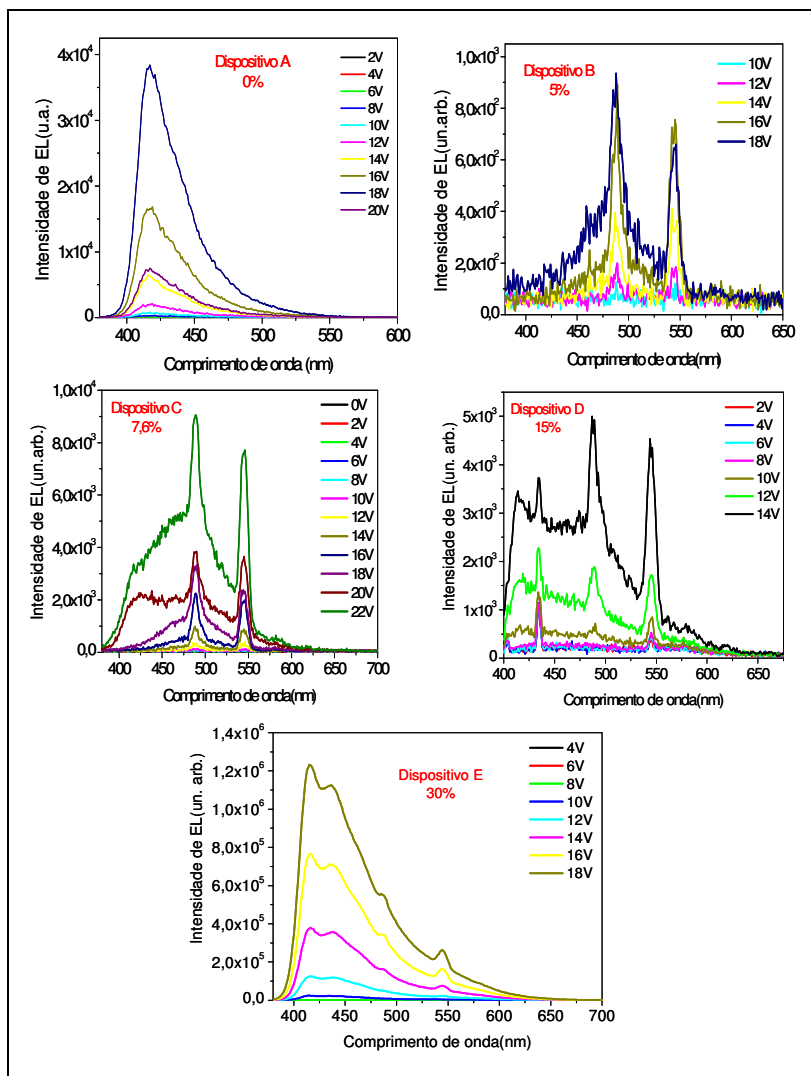 Dispositivo A
0%
4x10⁴
3x10⁴
2x10⁴
1x10⁴
0
400
450
500
550
600
Intensidade de EL(u.a.)
Comprimento de onda (nm)
2V
4V
6V
8V
10V
12V
14V
16V
18V
20V
Dispositivo B
5%
1,0x10³
8,0x10²
6,0x10²
4,0x10²
2,0x10²
0,0
400
450
500
550
600
650
Intensidade de EL(un.arb.)
Comprimento de onda(nm)
10V
12V
14V
16V
18V
Dispositivo C
7,6%
1,0x10⁴
8,0x10³
6,0x10³
4,0x10³
2,0x10³
0,0
400
450
500
550
600
650
700
Intensidade de EL(un.arb.)
Comprimento de onda(nm)
0V
2V
4V
6V
8V
10V
12V
14V
16V
18V
20V
22V
Dispositivo D
15%
5x10³
4x10³
3x10³
2x10³
1x10³
0
400
450
500
550
600
650
Intensidade de EL(un.arb.)
Comprimento de onda(nm)
2V
4V
6V
8V
10V
12V
14V
Dispositivo E
30%
1,4x10⁶
1,2x10⁶
1,0x10⁶
8,0x10⁵
6,0x10⁵
4,0x10⁵
2,0x10⁵
0,0
400
450
500
550
600
700
Intensidade de EL(un. arb.)
Comprimento de onda(nm)
4V
6V
8V
10V
12V
14V
16V
18V